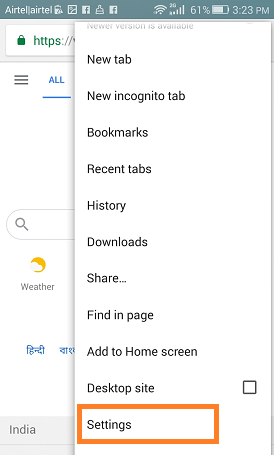 Airtel|airtel 61% 3:23 PM
Newer version is available
https://
New tab
ALL
New incognito tab
Bookmarks
Recent tabs
History
Downloads
Share...
Weather
Find in page
हिन्दी
Add to Home screen
Desktop site
Settings
India